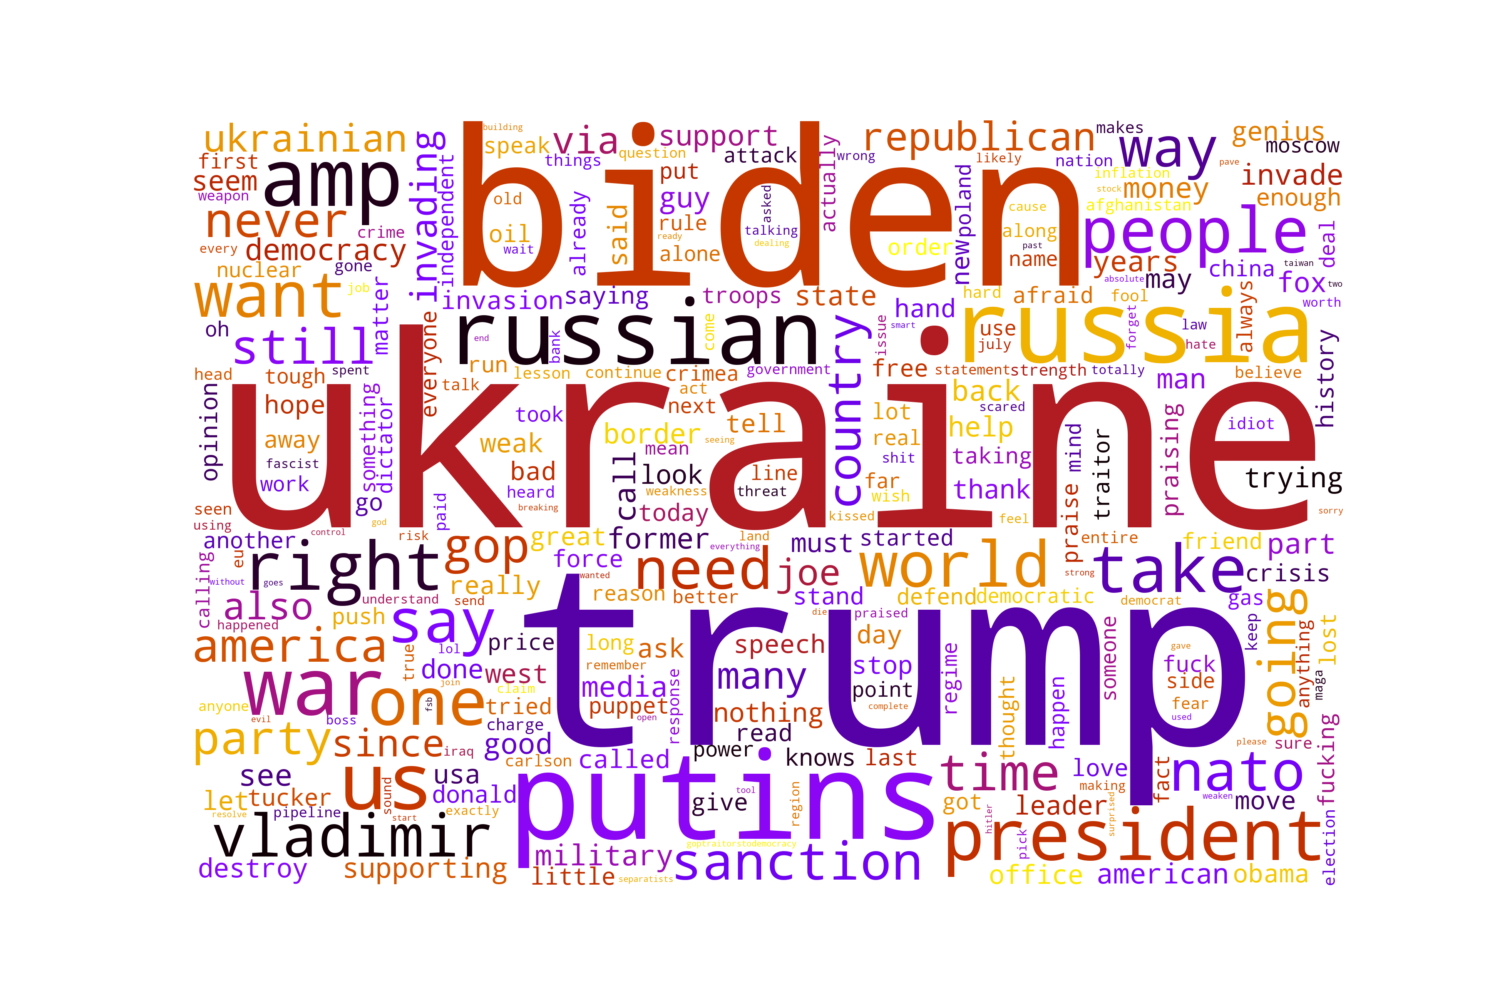 building
ukrainian
biden
via
support
republican
makes
way
genius
moscow
first
amp
invading
independent
speak
things
question
attack
put
actually
wrong
likely
nation
inflation
stock
pave
seem
weapon
never
crime
old
guy
asked
money
invade
enough
every
democracy
oil
wait
already
said
rule
ready
alone
talking
dealing
order
new
poland
cause
along
name
past
afghanistan
people
years
deal
nuclear
gone
want
job
matter
invasion
saying
troops
state
hand
hard
afraid
absolute
fool
may
china
taiwan
fox
two
worth
oh
still
everyone
russian
come
country
issue
smart
russia
use
july
forget
law
hate
always
history
head
tough
spent
end
run
bank
lesson
continue
crimea
government
free
statement
strength
totally
man
believe
opinion
hope
something
dictator
talk
ukraine
took
act
next
tell
lot
back
scared
idiot
away
weak
border
mean
seeing
real
help
mind
praising
fascist
work
go
bad
call
look
line
shit
taking
traitor
trying
heard
weakness
threat
far
wish
thank
seen
using
paid
breaking
today
kissed
feel
sorry
another
eu
god
control
risk
great
former
land
everything
must
started
praise
entire
friend
part
calling
without
right
goes
gop
force
wanted
need
joe
world
strong
take
crisis
understand
really
send
reason
better
stand
defend
democratic
democrat
gas
also
happened
push
say
trump
die
praised
going
keep
america
true
lol
price
long
ask
speech
day
someone
gave
fuck
anything
lost
war
done
west
remember
many
stop
regime
side
maga
anyone
evil
boss
one
join
fsb
claim
tried
media
puppet
open
response
nothing
point
complete
thought
happen
fear
used
party
since
iraq
charge
good
carlson
called
read
power
knows
last
please
sure
fucking
see
us
usa
putins
tool
time
love
making
fact
nato
let
resolve
tucker
pipeline
sound
start
donald
exactly
give
region
got
hitler
leader
surprised
weaken
move
vladimir
president
pick
election
destroy
supporting
military
little
separatists
sanction
goptraitorstodemocracy
office
american
obama